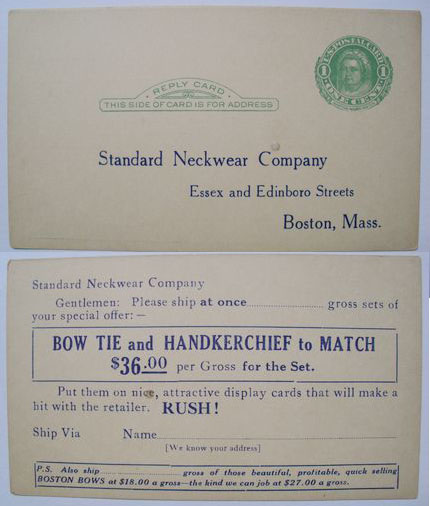 U.S. POSTAL CARD
1 1
ONE CENT
REPLY CARD
THIS SIDE OF CARD IS FOR ADDRESS
Standard Neckwear Company
Essex and Edinboro Streets
Boston, Mass.
Standard Neckwear Company
Gentlemen: Please ship at once.................... gross sets of
your special offer:—
BOW TIE and HANDKERCHIEF to MATCH
$36.00 per Gross for the Set.
Put them on nice, attractive display cards that will make a
hit with the retailer. RUSH!
Ship Via Name............................................................
[We know your address]
P.S. Also ship .................... gross of those beautiful, profitable, quick selling
BOSTON BOWS at $18.00 a gross—the kind we can job at $27.00 a gross.